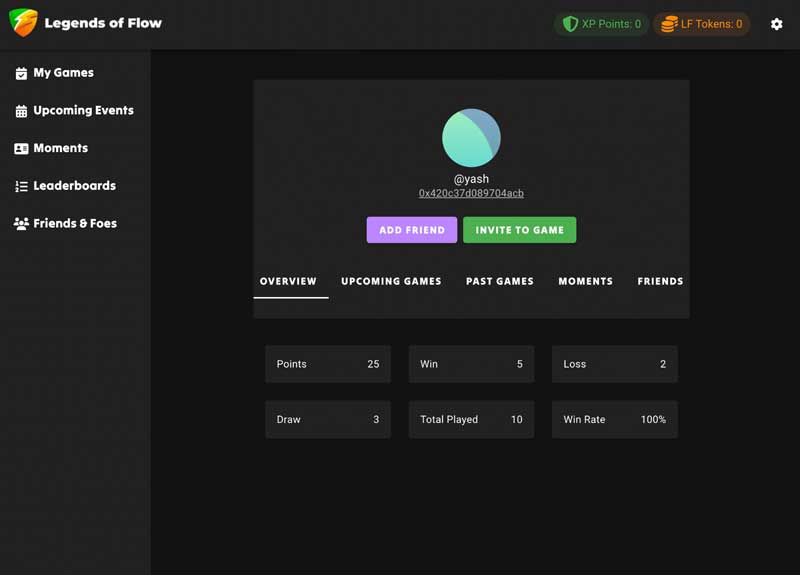 Legends of Flow
XP Points: 0
LF Tokens: 0
My Games
Upcoming Events
Moments
Leaderboards
Friends & Foes
@yash
0x420c37d089704acb
ADD FRIEND
INVITE TO GAME
OVERVIEW
UPCOMING GAMES
PAST GAMES
MOMENTS
FRIENDS
Points 25
Win 5
Loss 2
Draw 3
Total Played 10
Win Rate 100%